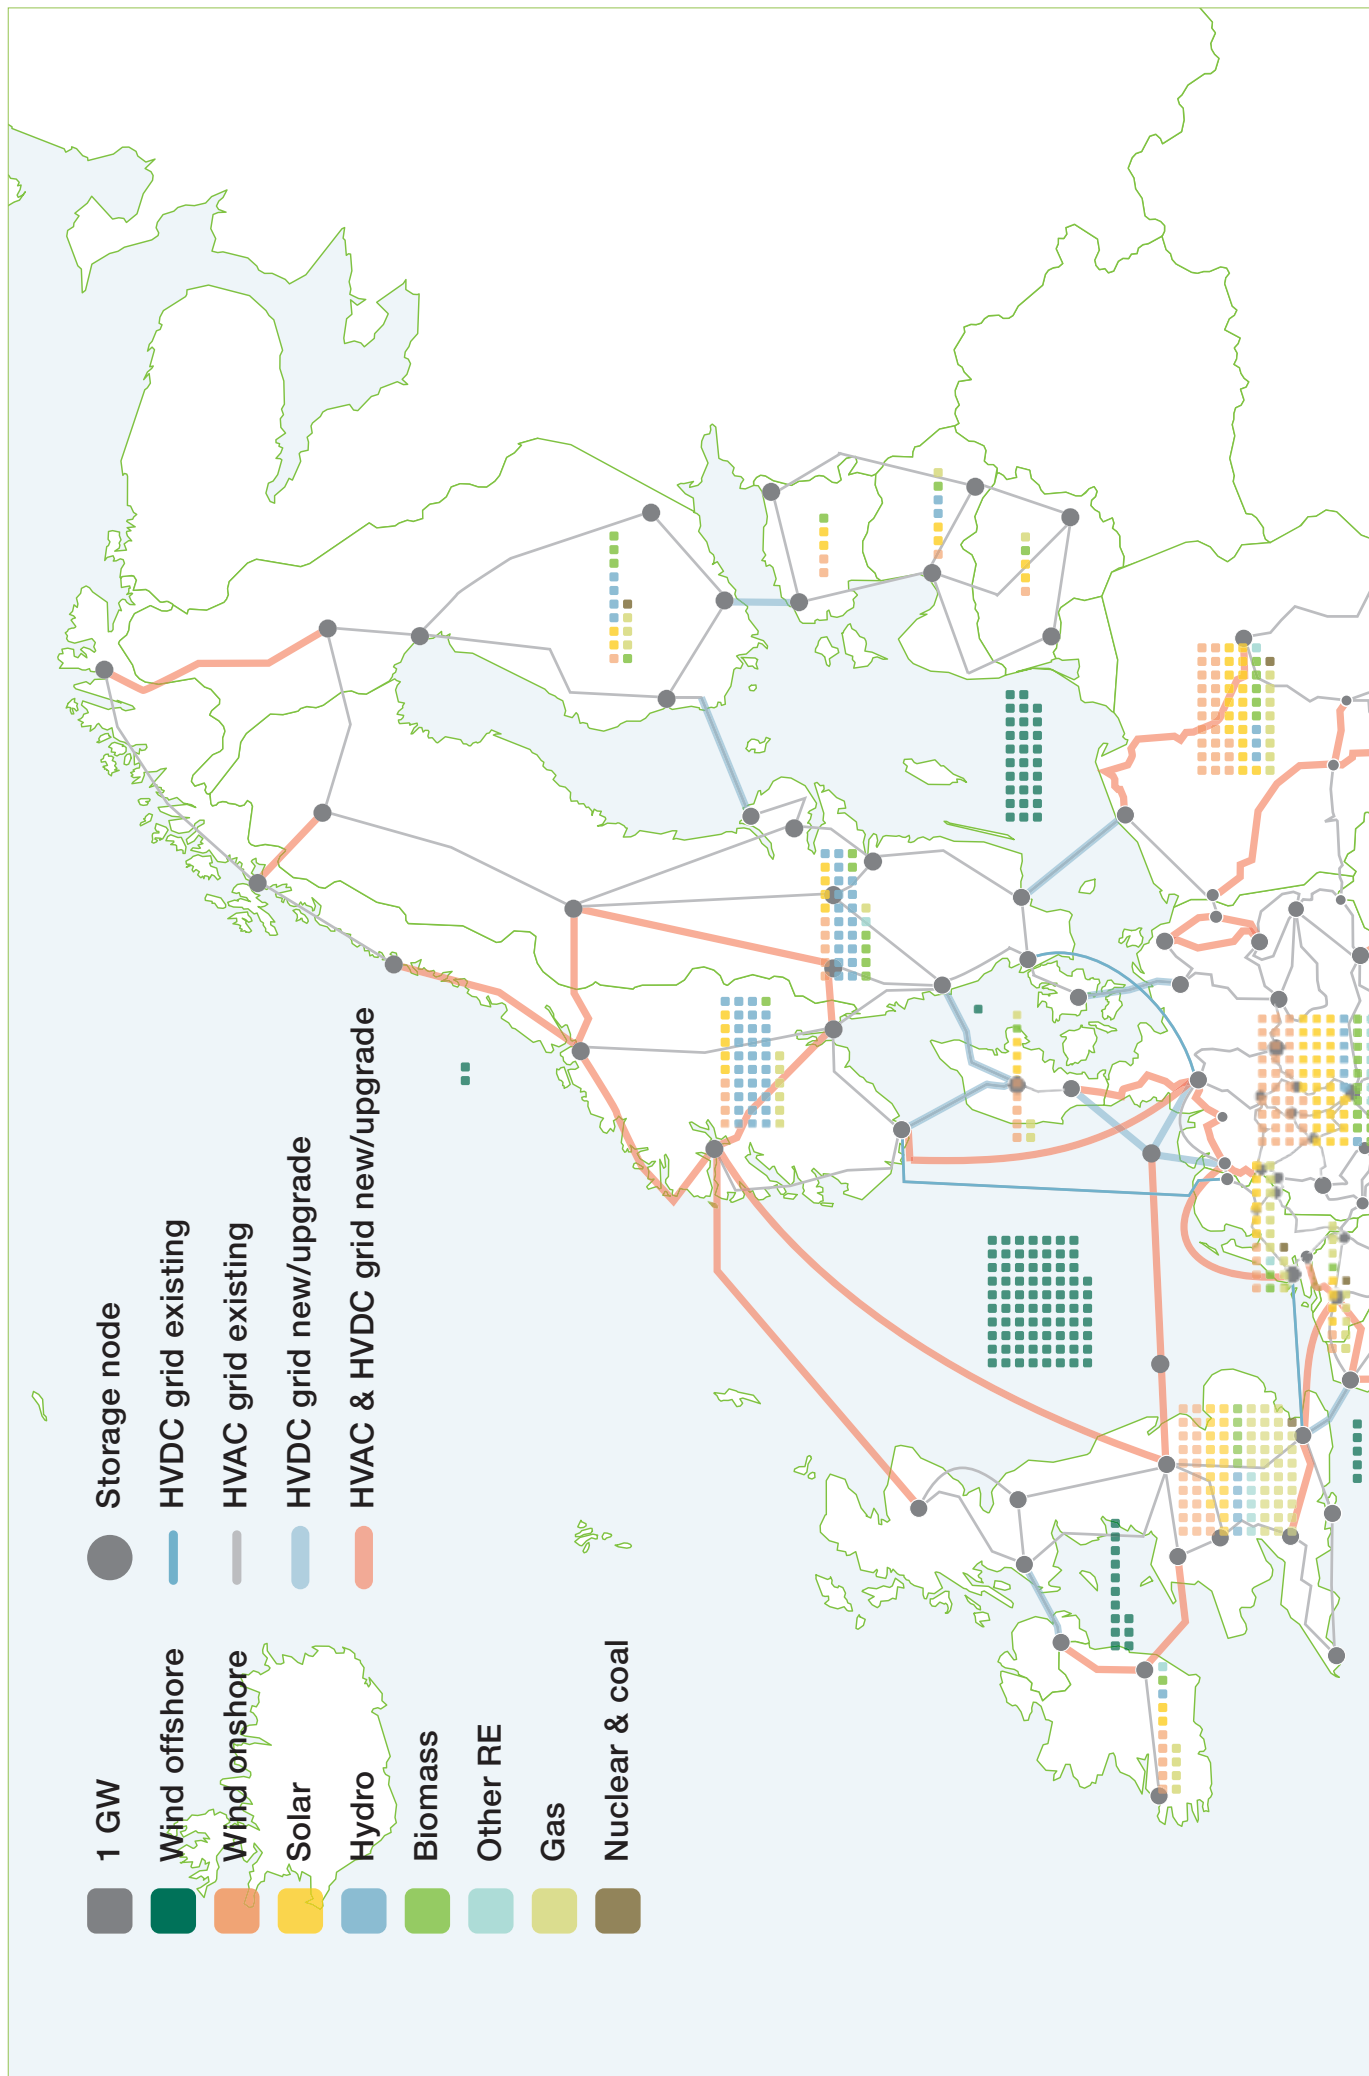 1 GW
Wind offshore
Wind onshore
Solar
Hydro
Biomass
Other RE
Gas
Nuclear & coal
Storage node
HVDC grid existing
HVAC grid existing
HVDC grid new/upgrade
HVAC & HVDC grid new/upgrade